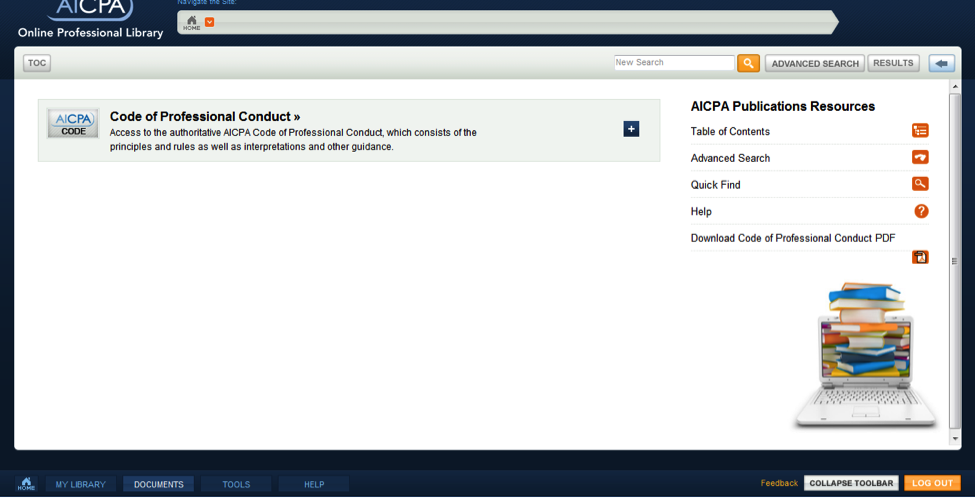 AICPA
Online Professional Library
Navigate the Site:
HOME
TOC
New Search
ADVANCED SEARCH
RESULTS
AICPA
CODE
Code of Professional Conduct »
Access to the authoritative AICPA Code of Professional Conduct, which consists of the
principles and rules as well as interpretations and other guidance.
+
AICPA Publications Resources
Table of Contents
Advanced Search
Quick Find
Help
?
Download Code of Professional Conduct PDF
HOME
MY LIBRARY
DOCUMENTS
TOOLS
HELP
Feedback
COLLAPSE TOOLBAR
LOG OUT